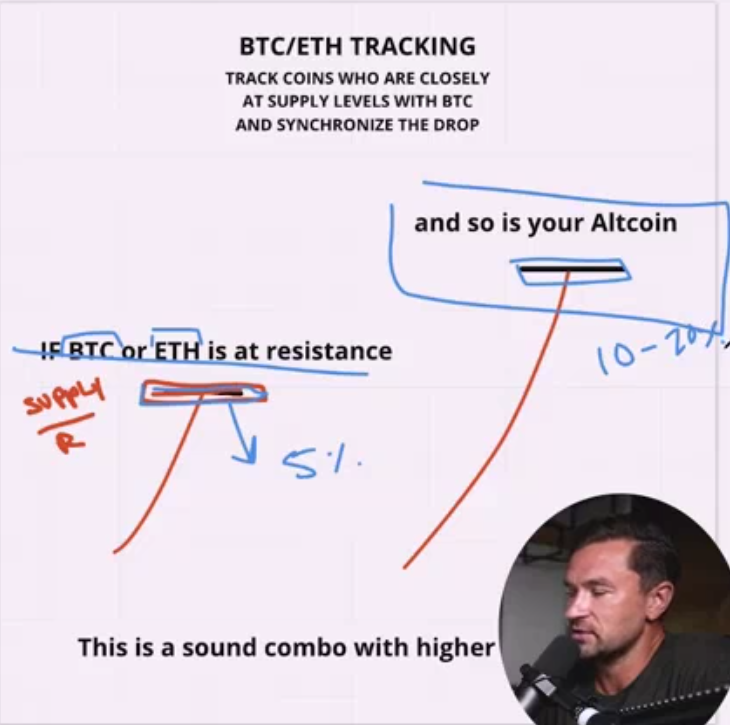 BTC/ETH TRACKING
TRACK COINS WHO ARE CLOSELY
AT SUPPLY LEVELS WITH BTC
AND SYNCHRONIZE THE DROP
and so is your Altcoin
10-20%
IF BTC or ETH is at resistance
supply
R
5%
This is a sound combo with higher